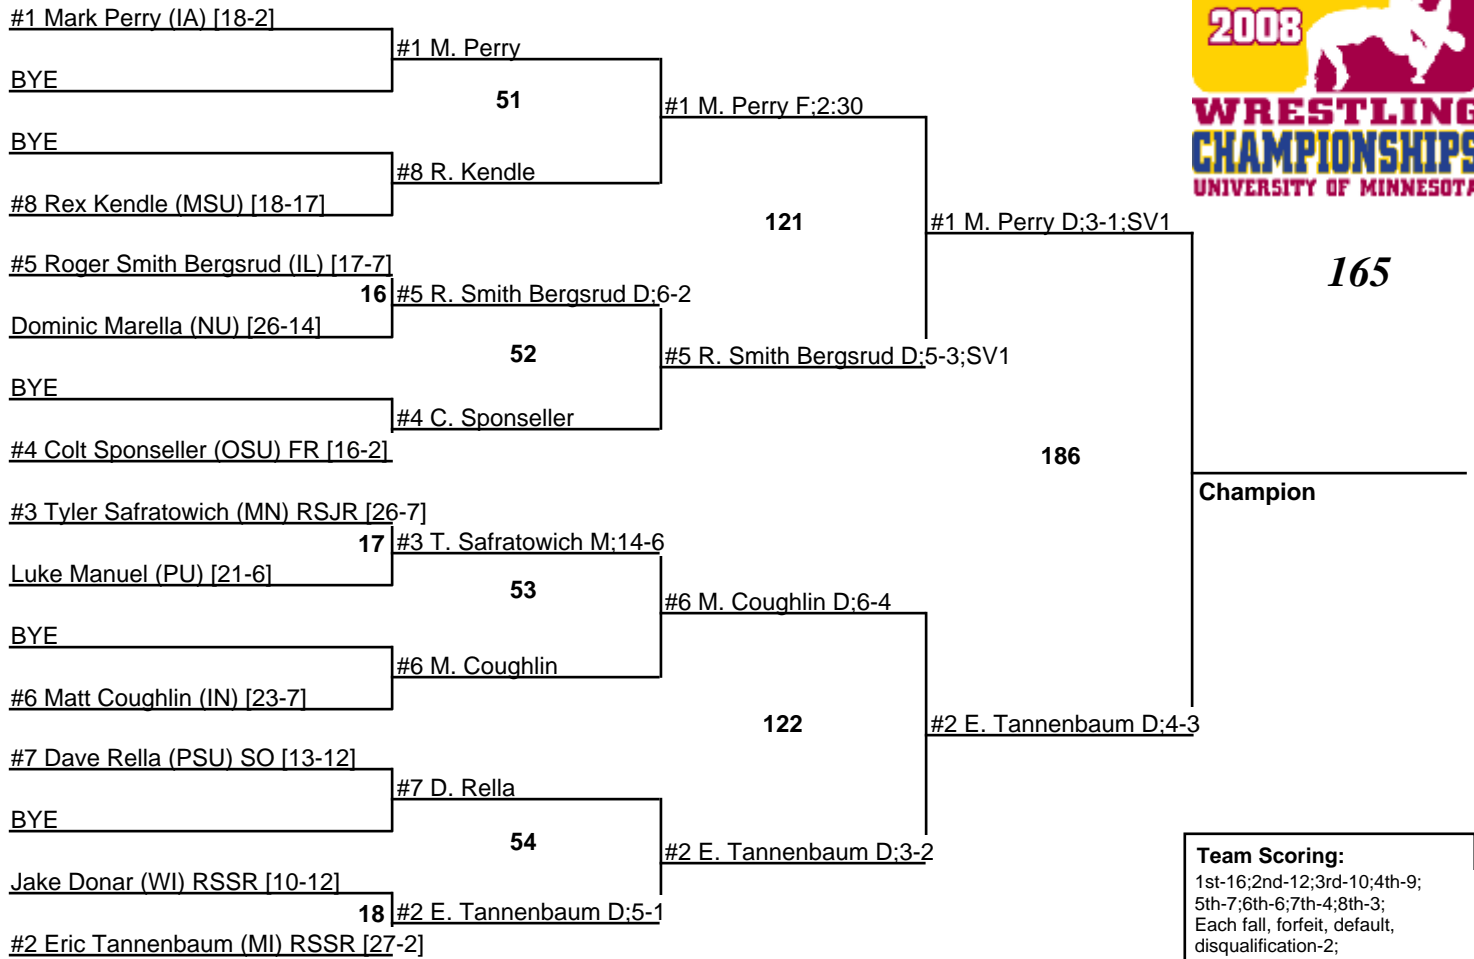 #1 Mark Perry (IA) [18-2]
#1 M. Perry
BYE
51
#1 M. Perry F;2:30
BYE
#8 R. Kendle
#8 Rex Kendle (MSU) [18-17]
121
#1 M. Perry D;3-1;SV1
#5 Roger Smith Bergsrud (IL) [17-7]
16 #5 R. Smith Bergsrud D;6-2
Dominic Marella (NU) [26-14]
52
#5 R. Smith Bergsrud D;5-3;SV1
BYE
#4 C. Sponseller
#4 Colt Sponseller (OSU) FR [16-2]
186
Champion
#3 Tyler Safratowich (MN) RSJR [26-7]
17 #3 T. Safratowich M;14-6
Luke Manuel (PU) [21-6]
53
#6 M. Coughlin D;6-4
BYE
#6 M. Coughlin
#6 Matt Coughlin (IN) [23-7]
122
#2 E. Tannenbaum D;4-3
#7 Dave Rella (PSU) SO [13-12]
#7 D. Rella
BYE
54
#2 E. Tannenbaum D;3-2
Jake Donar (WI) RSSR [10-12]
18 #2 E. Tannenbaum D;5-1
#2 Eric Tannenbaum (MI) RSSR [27-2]
2008
WRESTLING
CHAMPIONSHIPS
UNIVERSITY OF MINNESOTA
165
Team Scoring:
1st-16;2nd-12;3rd-10;4th-9;
5th-7;6th-6;7th-4;8th-3;
Each fall, forfeit, default,
disqualification-2;